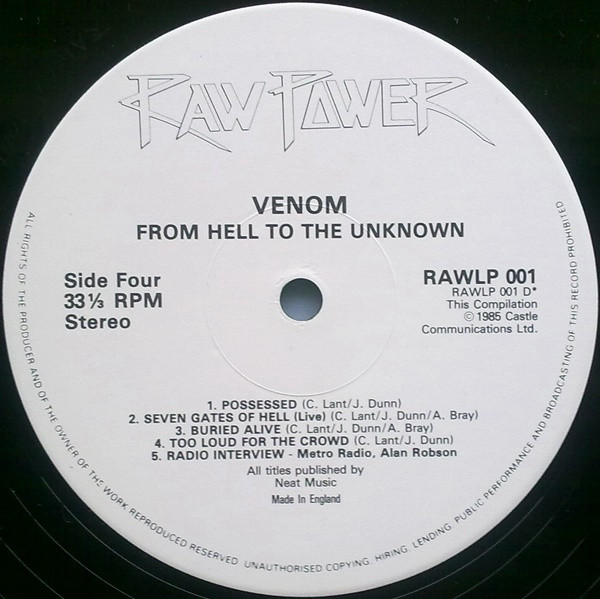 RAW POWER
VENOM
FROM HELL TO THE UNKNOWN
Side Four
33⅓ RPM
Stereo
RAWLP 001
RAWLP 001 D*
This Compilation
© 1985 Castle
Communications Ltd.
1. POSSESSED (C. Lant/J. Dunn)
2. SEVEN GATES OF HELL (Live) (C. Lant/J. Dunn/A. Bray)
3. BURIED ALIVE (C. Lant/J. Dunn/A. Bray)
4. TOO LOUD FOR THE CROWD (C. Lant/J. Dunn)
5. RADIO INTERVIEW - Metro Radio, Alan Robson
All titles published by
Neat Music
Made In England
ALL RIGHTS OF THE PRODUCER AND OF THE OWNER OF THE WORK REPRODUCED RESERVED. UNAUTHORISED COPYING, HIRING, LENDING, PUBLIC PERFORMANCE AND BROADCASTING OF THIS RECORD PROHIBITED